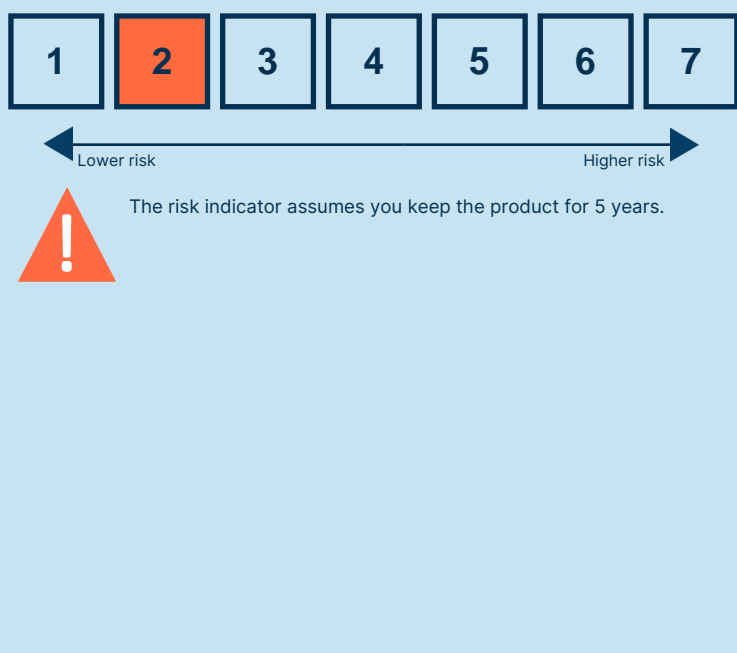 1 2 3 4 5 6 7
Lower risk Higher risk
! The risk indicator assumes you keep the product for 5 years.